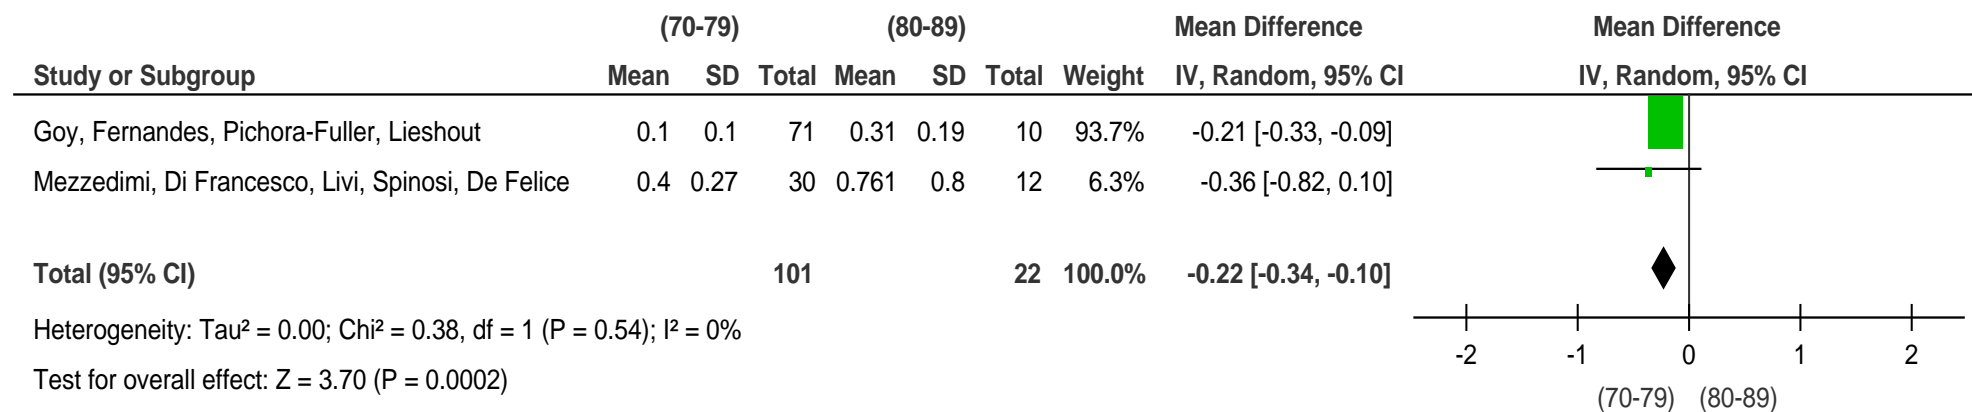 (70-79) (80-89) Mean Difference Mean Difference
Study or Subgroup Mean SD Total Mean SD Total Weight IV, Random, 95% CI IV, Random, 95% CI
Goy, Fernandes, Pichora-Fuller, Lieshout 0.1 0.1 71 0.31 0.19 10 93.7% -0.21 [-0.33, -0.09]
Mezzedimi, Di Francesco, Livi, Spinosi, De Felice 0.4 0.27 30 0.761 0.8 12 6.3% -0.36 [-0.82, 0.10]
Total (95% CI) 101 22 100.0% -0.22 [-0.34, -0.10]
Heterogeneity: Tau² = 0.00; Chi² = 0.38, df = 1 (P = 0.54); I² = 0%
Test for overall effect: Z = 3.70 (P = 0.0002)
-2 -1 0 1 2
(70-79) (80-89)